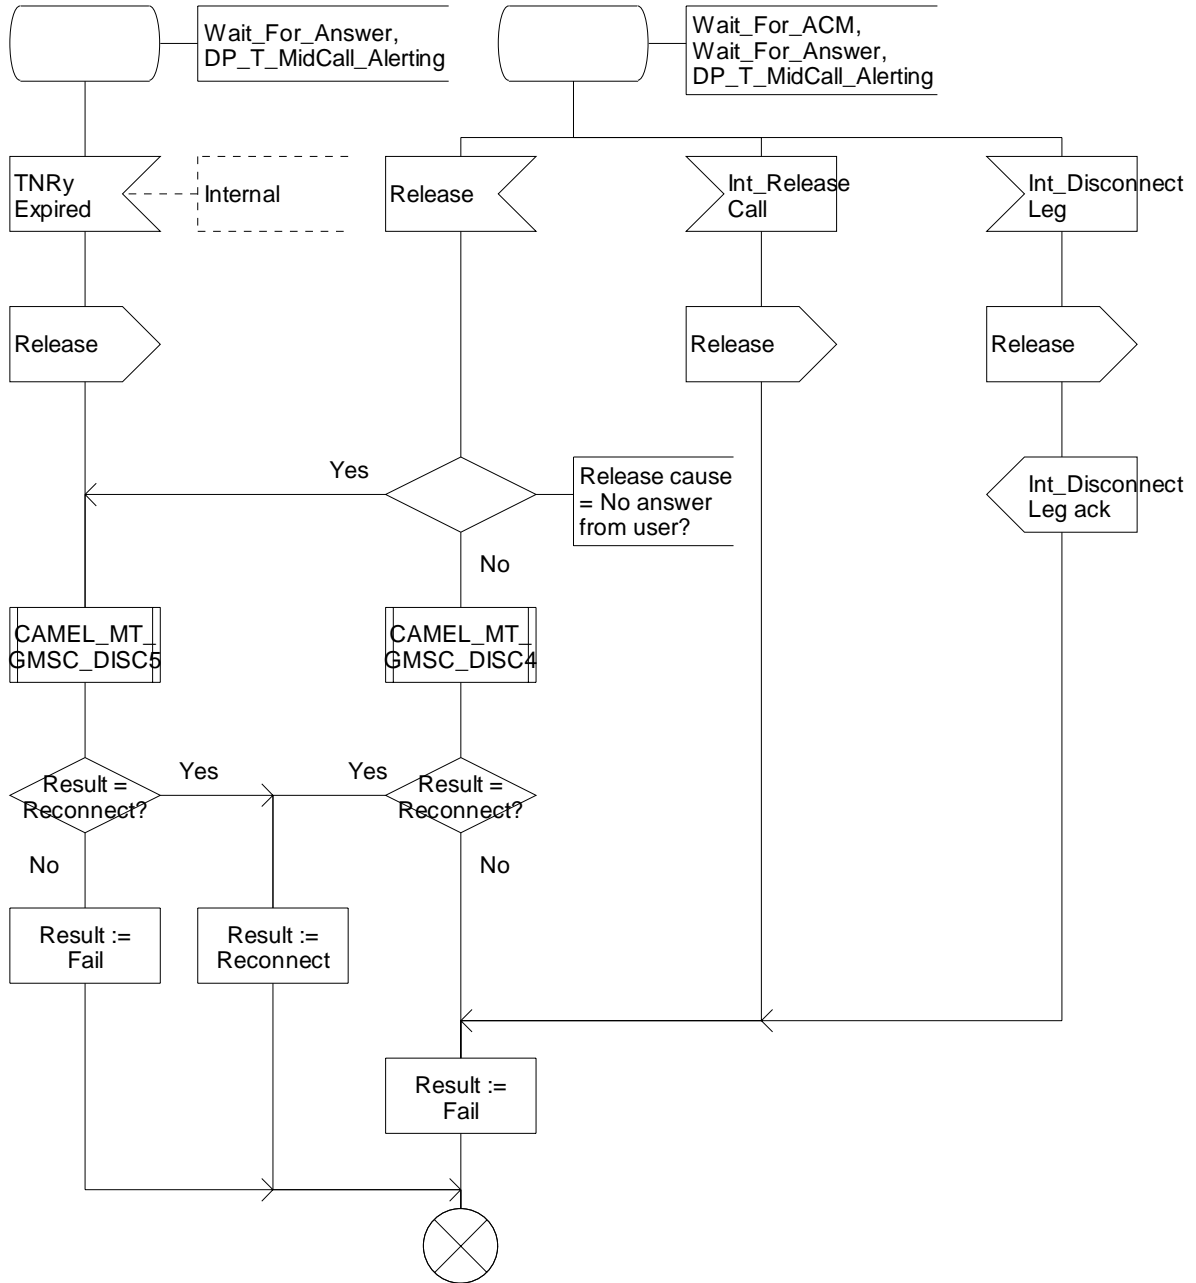 Wait_For_Answer,
DP_T_MidCall_Alerting
Wait_For_ACM,
Wait_For_Answer,
DP_T_MidCall_Alerting
TNRy
Expired
Internal
Release
Int_Release
Call
Int_Disconnect
Leg
Release
Release
Release
Yes
Release cause
= No answer
from user?
Int_Disconnect
Leg ack
No
CAMEL_MT_
GMSC_DISC5
CAMEL_MT_
GMSC_DISC4
Result =
Reconnect?
Yes
Yes
Result =
Reconnect?
No
No
Result :=
Fail
Result :=
Reconnect
Result :=
Fail